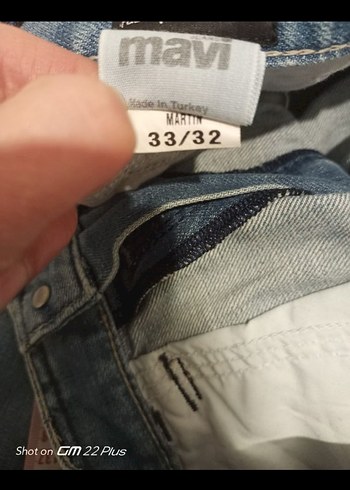 mavi
Made in Turkey
MARTIN
33/32
Shot on GM 22 Plus